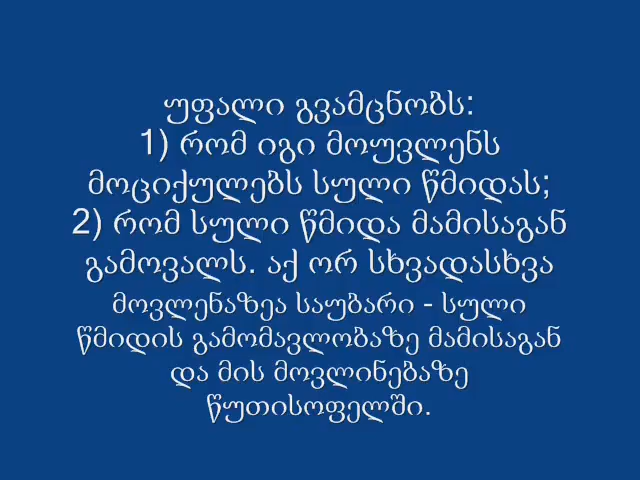 უფალი გვამცნობს:
1) რომ იგი მოუვლენს
მოციქულებს სული წმიდას;
2) რომ სული წმიდა მამისაგან
გამოვალს. აქ ორ სხვადასხვა
მოვლენაზეა საუბარი - სული
წმიდის გამომავლობაზე მამისაგან
და მის მოვლინებაზე
წუთისოფელში.